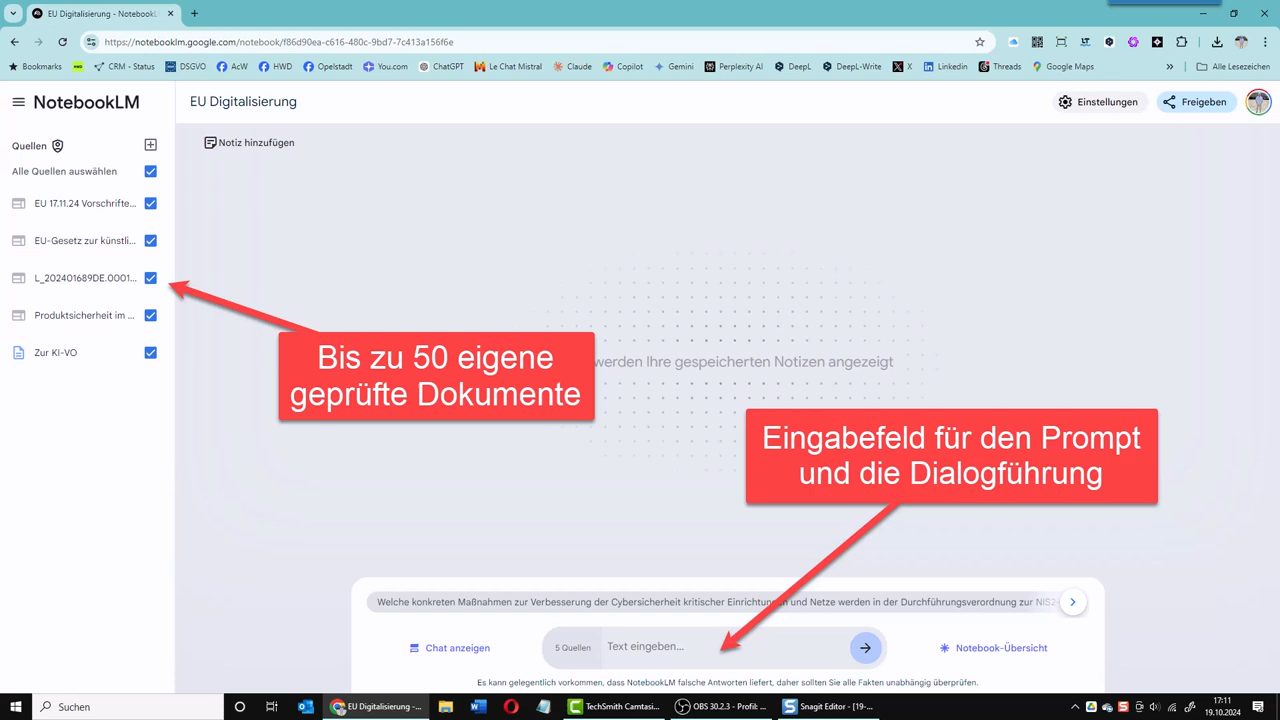 EU Digitalisierung - NotebookL
https://notebooklm.google.com/notebook/f86d90ea-c616-480c-9bd7-7c413a156f6e
Bookmarks HWD CRM - Status DSGVO AcW HWD Opelstadt You.com ChatGPT Le Chat Mistral Claude Copilot Gemini Perplexity AI DeepL DeepL-Write X Linkedin Threads Google Maps » Alle Lesezeichen
NotebookLM
EU Digitalisierung
Einstellungen
Freigeben
Quellen
Notiz hinzufügen
Alle Quellen auswählen
EU 17.11.24 Vorschrifte...
EU-Gesetz zur künstli...
L_202401689DE.0001...
Produktsicherheit im ...
Zur KI-VO
Bis zu 50 eigene
geprüfte Dokumente
werden Ihre gespeicherten Notizen angezeigt
Eingabefeld für den Prompt
und die Dialogführung
Welche konkreten Maßnahmen zur Verbesserung der Cybersicherheit kritischer Einrichtungen und Netze werden in der Durchführungsverordnung zur NIS2
Chat anzeigen
5 Quellen
Text eingeben...
Notebook-Übersicht
Es kann gelegentlich vorkommen, dass NotebookLM falsche Antworten liefert, daher sollten Sie alle Fakten unabhängig überprüfen.
Suchen
EU Digitalisierung -...
TechSmith Camtasi...
OBS 30.2.3 - Profib ...
Snagit Editor - [19-...
17:11
19.10.2024